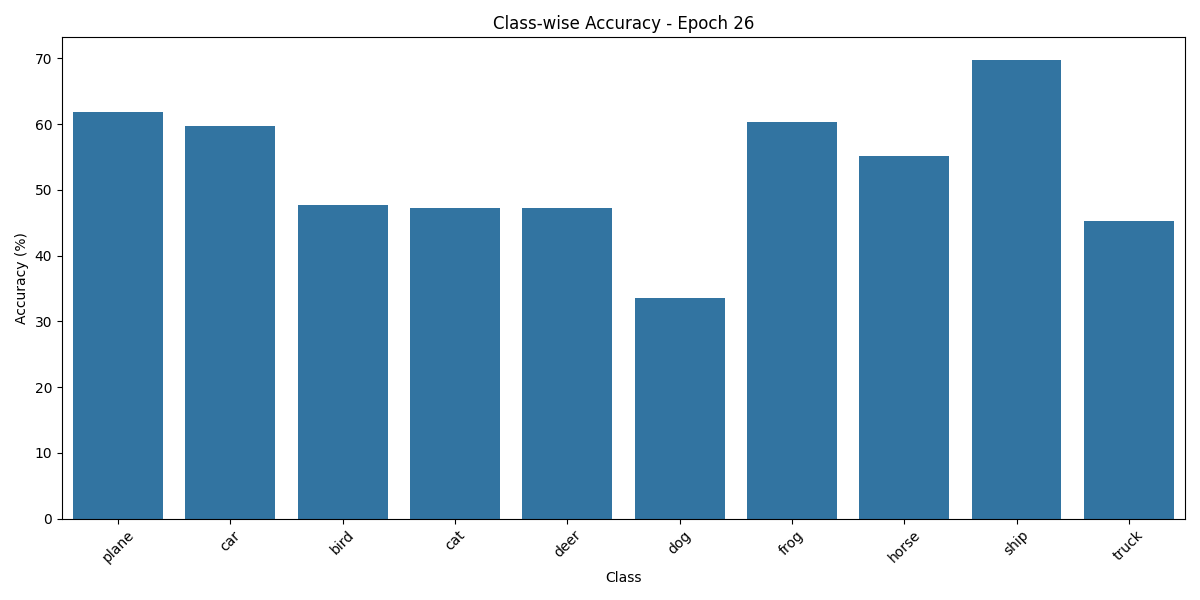 Class-wise Accuracy - Epoch 26
Accuracy (%)
70
60
50
40
30
20
10
0
plane
car
bird
cat
deer
dog
frog
horse
ship
truck
Class